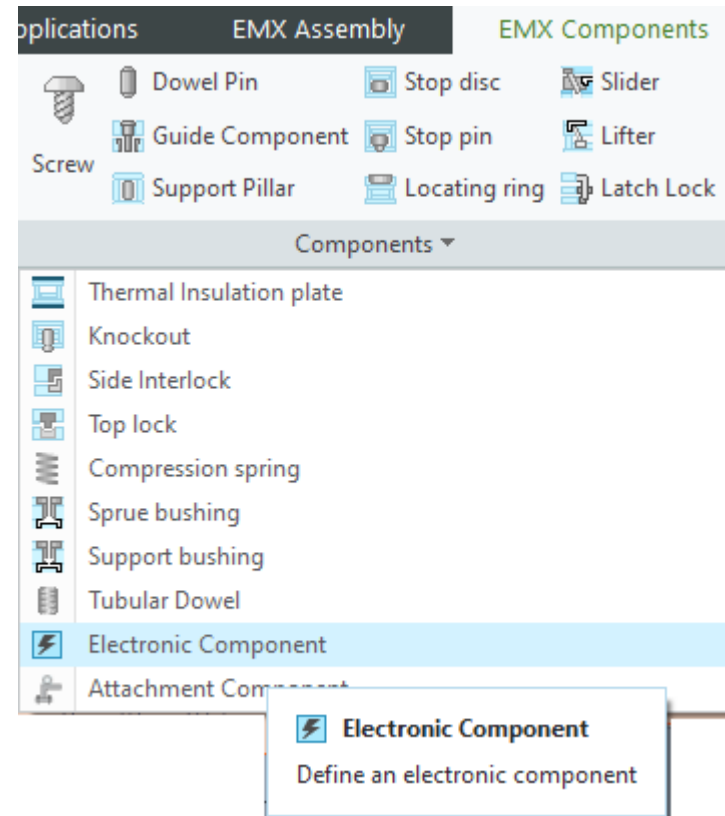 pplications EMX Assembly EMX Components
Dowel Pin Stop disc Slider
Guide Component Stop pin Lifter
Screw
Support Pillar Locating ring Latch Lock
Components
Thermal Insulation plate
Knockout
Side Interlock
Top lock
Compression spring
Sprue bushing
Support bushing
Tubular Dowel
Electronic Component
Attachment Component
Electronic Component
Define an electronic component